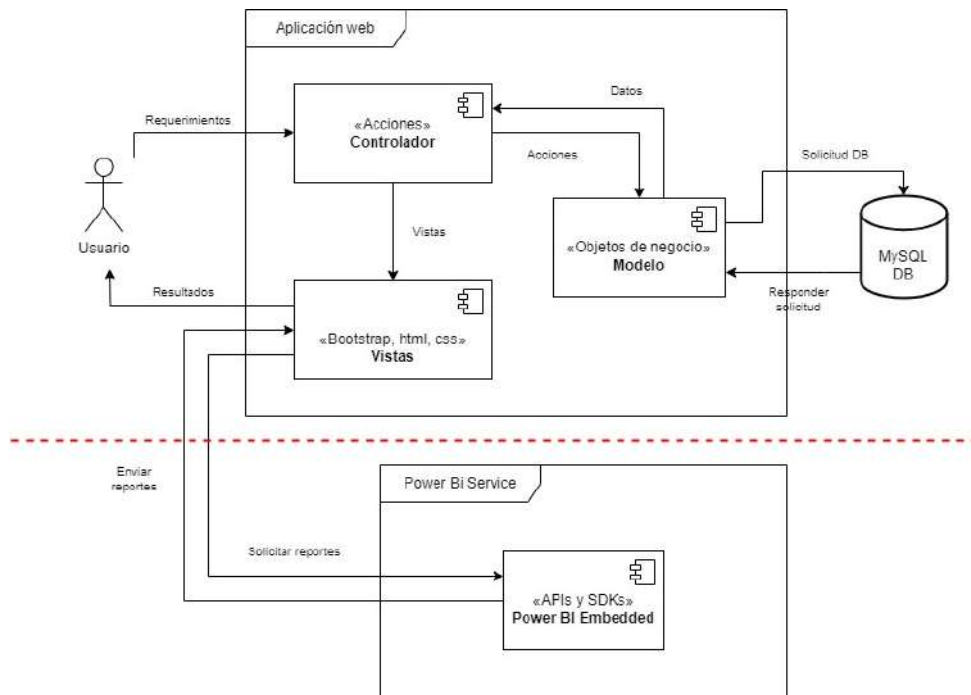 Aplicación web
Requerimientos
«Acciones»
Controlador
Datos
Acciones
Solicitud DB
Usuario
Vistas
«Objetos de negocio»
Modelo
MySQL
DB
Resultados
Responder
solicitud
«Bootstrap, html, css»
Vistas
Enviar
reportes
Power Bi Service
Solicitar reportes
«APIs y SDKs»
Power BI Embedded